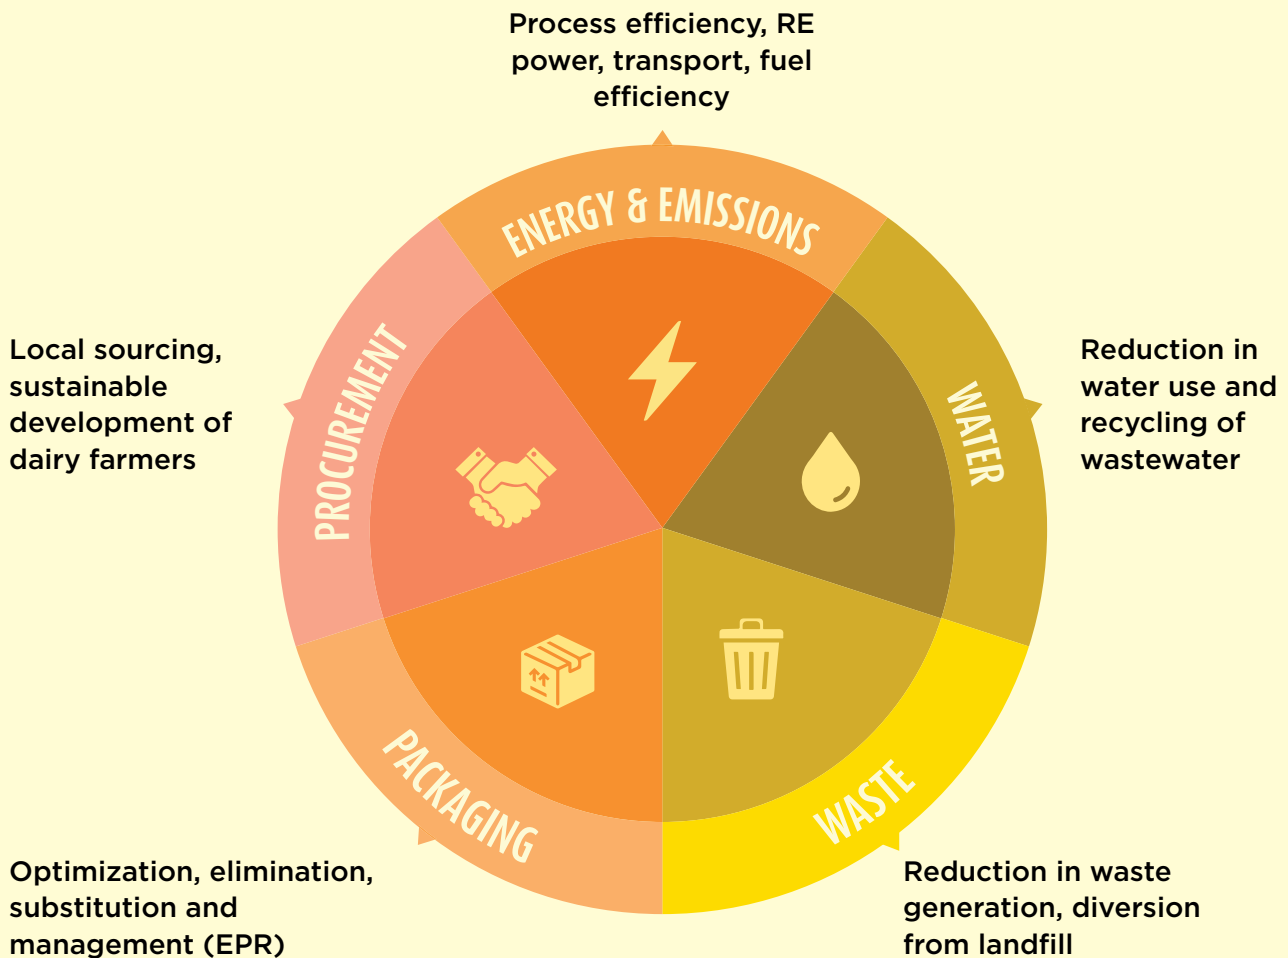 Process efficiency, RE
power, transport, fuel
efficiency
ENERGY & EMISSIONS
Local sourcing,
sustainable
development of
dairy farmers
PROCUREMENT
WATER
Reduction in
water use and
recycling of
wastewater
PACKAGING
WASTE
Optimization, elimination,
substitution and
management (EPR)
Reduction in waste
generation, diversion
from landfill